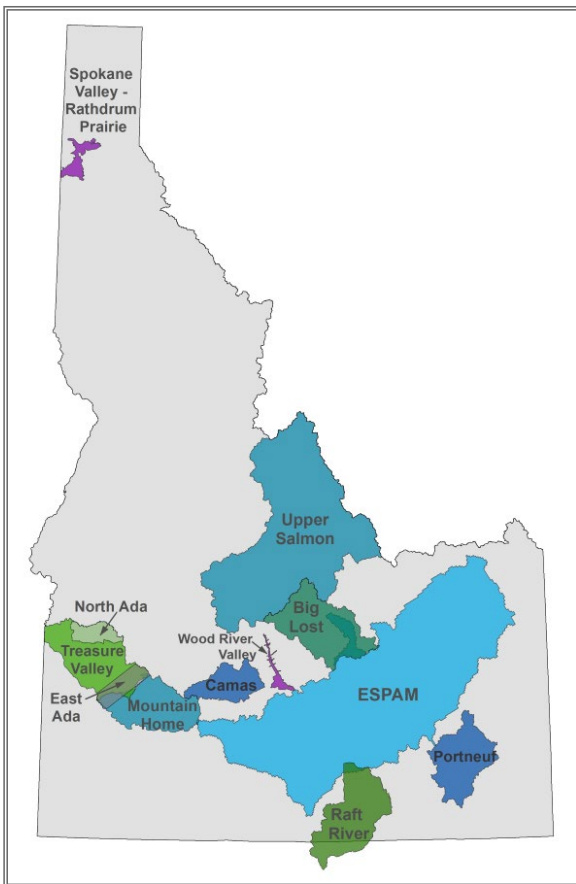 Spokane
Valley -
Rathdrum
Prairie
Upper
Salmon
Big
Lost
North Ada
Wood River
Valley
Treasure
Valley
Camas
East
Ada
Mountain
Home
ESPAM
Portneuf
Raft
River